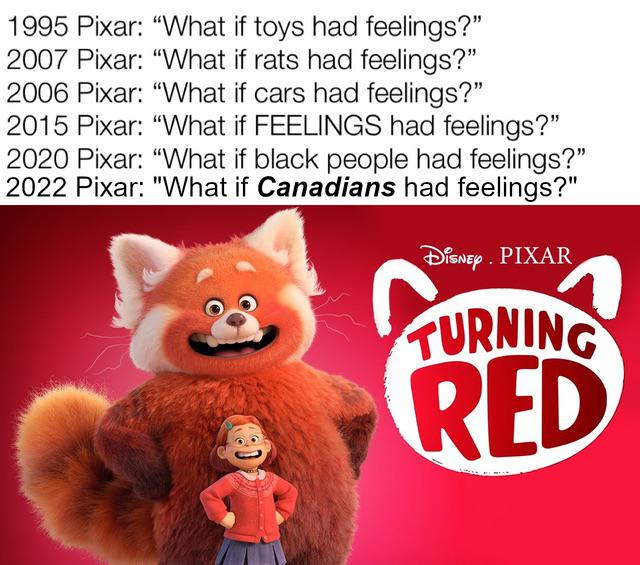 1995 Pixar: “What if toys had feelings?”
2007 Pixar: “What if rats had feelings?”
2006 Pixar: “What if cars had feelings?”
2015 Pixar: “What if FEELINGS had feelings?”
2020 Pixar: “What if black people had feelings?”
2022 Pixar: "What if Canadians had feelings?"
Disney . PIXAR
TURNING
RED